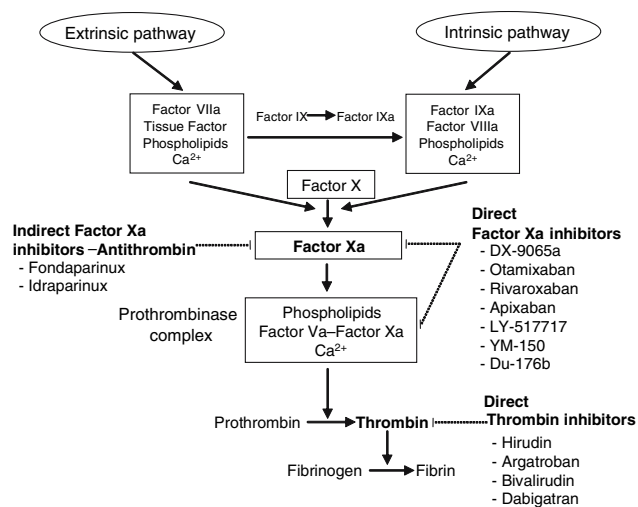 Extrinsic pathway
Intrinsic pathway
Factor VIIa
Tissue Factor
Phospholipids
Ca²⁺
Factor IX
Factor IXa
Factor IXa
Factor VIIIa
Phospholipids
Ca²⁺
Factor X
Indirect Factor Xa
inhibitors –Antithrombin
- Fondaparinux
- Idraparinux
Factor Xa
Direct
Factor Xa inhibitors
- DX-9065a
- Otamixaban
- Rivaroxaban
- Apixaban
- LY-517717
- YM-150
- Du-176b
Prothrombinase
complex
Phospholipids
Factor Va–Factor Xa
Ca²⁺
Prothrombin
Thrombin
Direct
Thrombin inhibitors
- Hirudin
- Argatroban
- Bivalirudin
- Dabigatran
Fibrinogen
Fibrin